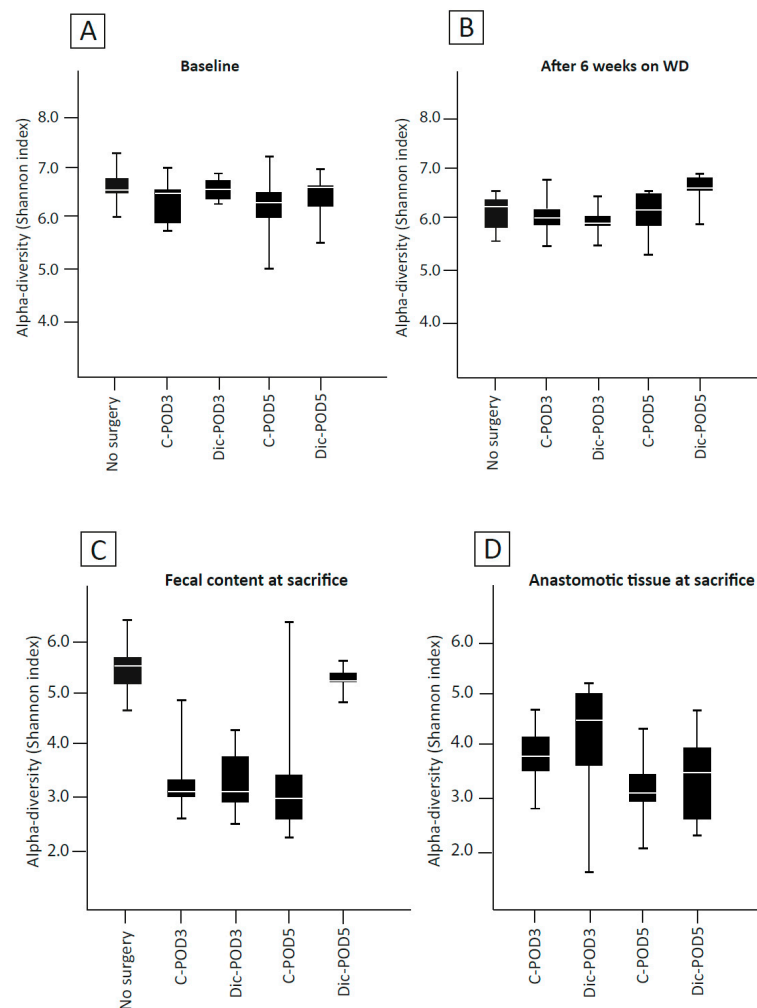 A
Baseline
Alpha-diversity (Shannon index)
8.0
7.0
6.0
5.0
4.0
No surgery
C-POD3
Dic-POD3
C-POD5
Dic-POD5
B
After 6 weeks on WD
Alpha-diversity (Shannon index)
8.0
7.0
6.0
5.0
4.0
No surgery
C-POD3
Dic-POD3
C-POD5
Dic-POD5
C
Fecal content at sacrifice
Alpha-diversity (Shannon index)
6.0
5.0
4.0
3.0
2.0
No surgery
C-POD3
Dic-POD3
C-POD5
Dic-POD5
D
Anastomotic tissue at sacrifice
Alpha-diversity (Shannon index)
6.0
5.0
4.0
3.0
2.0
C-POD3
Dic-POD3
C-POD5
Dic-POD5